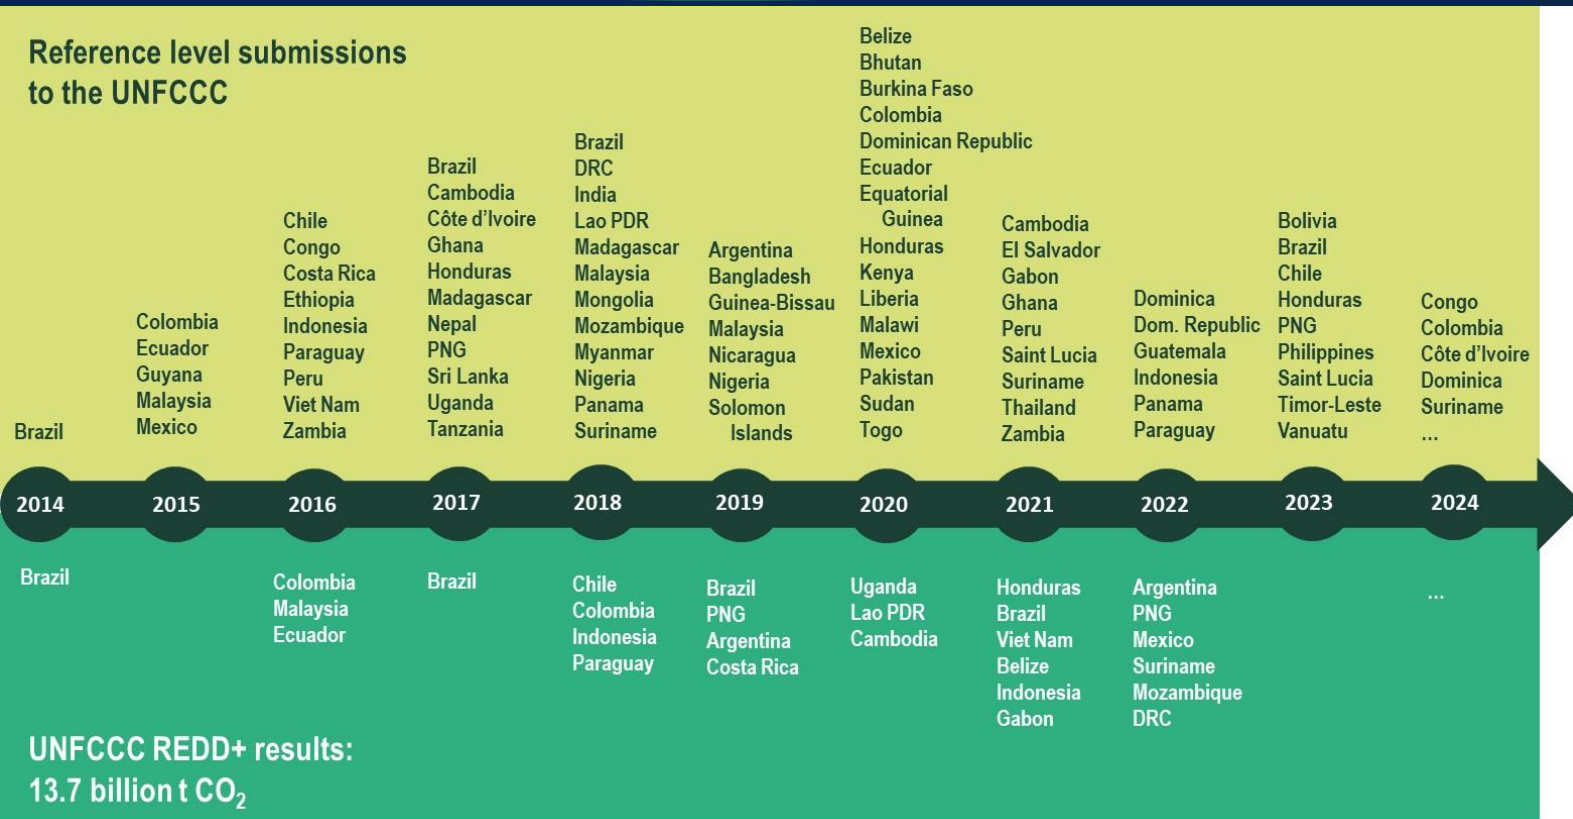 Reference level submissions
to the UNFCCC
Brazil
Colombia
Ecuador
Guyana
Malaysia
Mexico
Chile
Congo
Costa Rica
Ethiopia
Indonesia
Paraguay
Peru
Viet Nam
Zambia
Brazil
Cambodia
Côte d'Ivoire
Ghana
Honduras
Madagascar
Nepal
PNG
Sri Lanka
Uganda
Tanzania
Brazil
DRC
India
Lao PDR
Madagascar
Malaysia
Mongolia
Mozambique
Myanmar
Nigeria
Panama
Suriname
Argentina
Bangladesh
Guinea-Bissau
Malaysia
Nicaragua
Nigeria
Solomon
Islands
Belize
Bhutan
Burkina Faso
Colombia
Dominican Republic
Ecuador
Equatorial
Guinea
Honduras
Kenya
Liberia
Malawi
Mexico
Pakistan
Sudan
Togo
Cambodia
El Salvador
Gabon
Ghana
Peru
Saint Lucia
Suriname
Thailand
Zambia
Dominica
Dom. Republic
Guatemala
Indonesia
Panama
Paraguay
Bolivia
Brazil
Chile
Honduras
PNG
Philippines
Saint Lucia
Timor-Leste
Vanuatu
Congo
Colombia
Côte d'Ivoire
Dominica
Suriname
...
2014 2015 2016 2017 2018 2019 2020 2021 2022 2023 2024
Brazil
Colombia
Malaysia
Ecuador
Brazil
Chile
Colombia
Indonesia
Paraguay
Brazil
PNG
Argentina
Costa Rica
Uganda
Lao PDR
Cambodia
Honduras
Brazil
Viet Nam
Belize
Indonesia
Gabon
Argentina
PNG
Mexico
Suriname
Mozambique
DRC
...
UNFCCC REDD+ results:
13.7 billion t CO₂